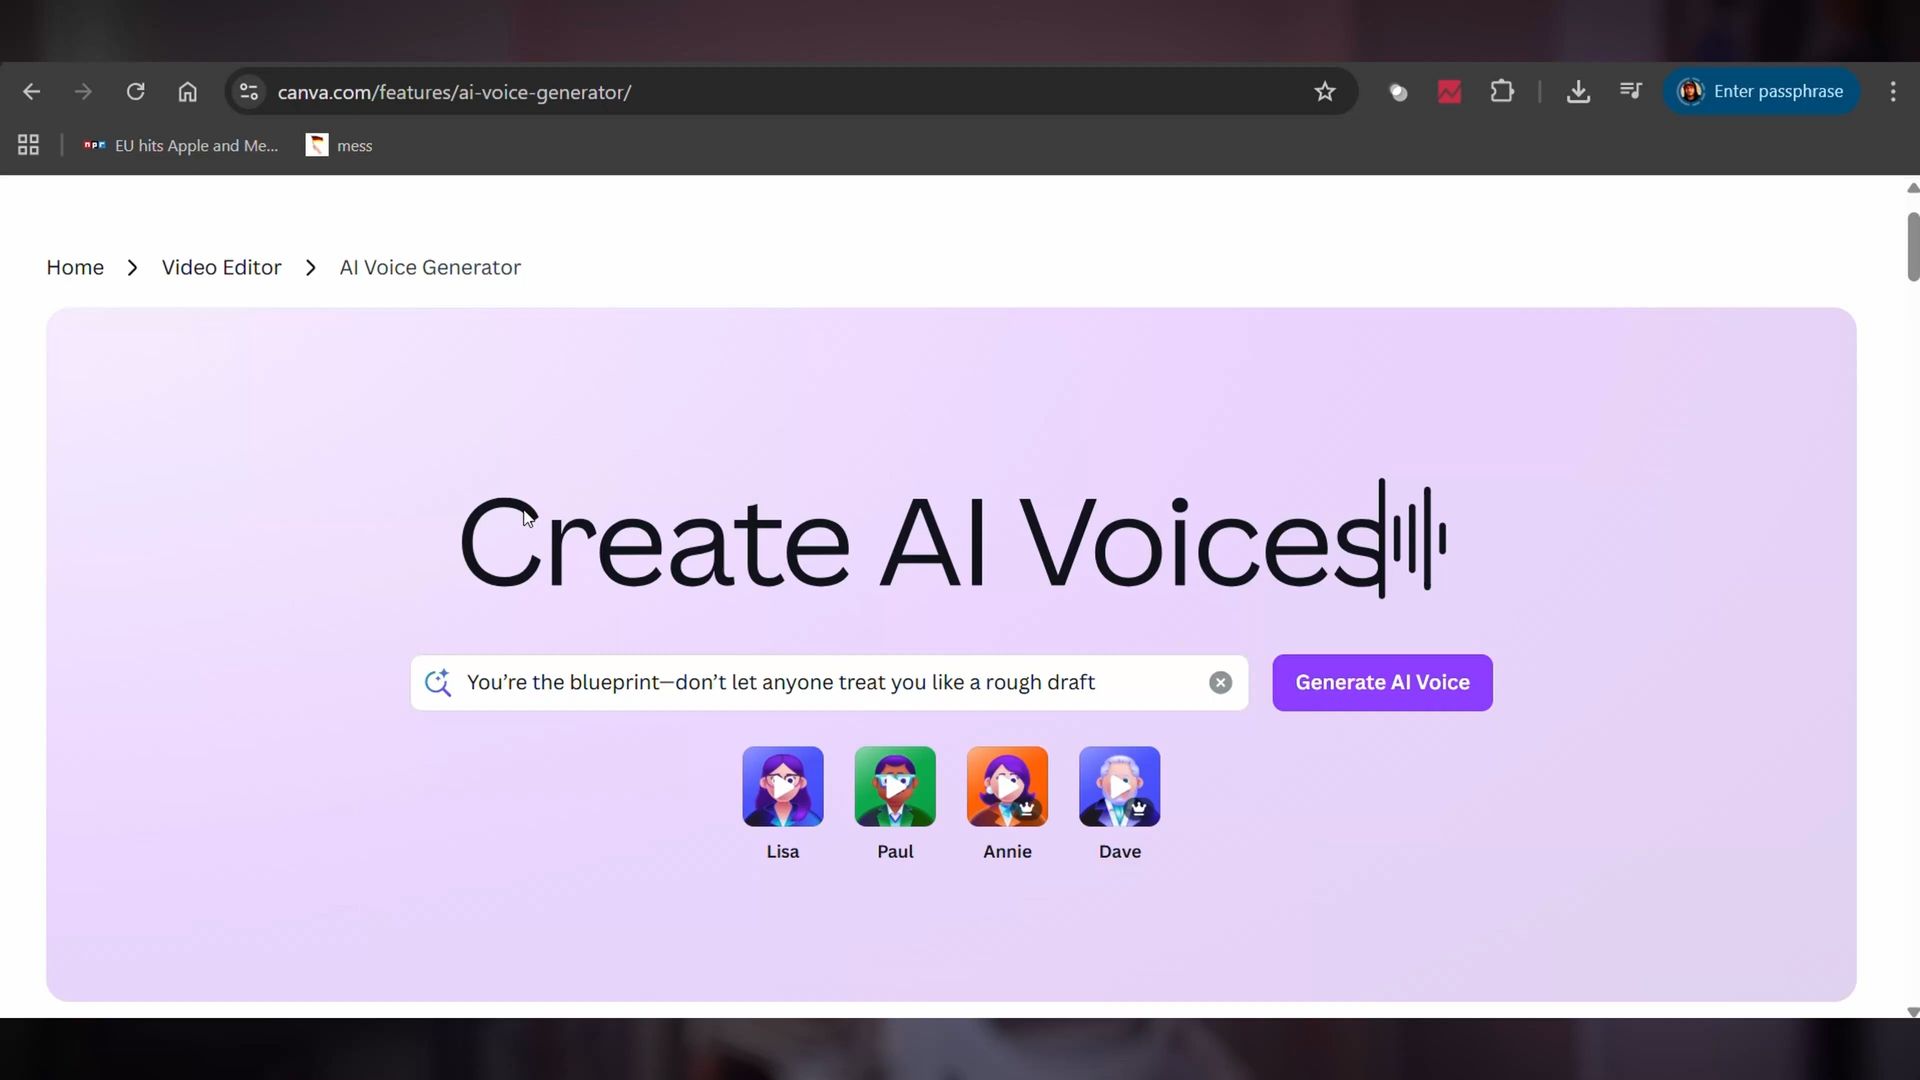 canva.com/features/ai-voice-generator/
Enter passphrase
npr EU hits Apple and Me...
mess
Home > Video Editor > AI Voice Generator
Create AI Voices
You’re the blueprint—don’t let anyone treat you like a rough draft
Generate AI Voice
Lisa Paul Annie Dave